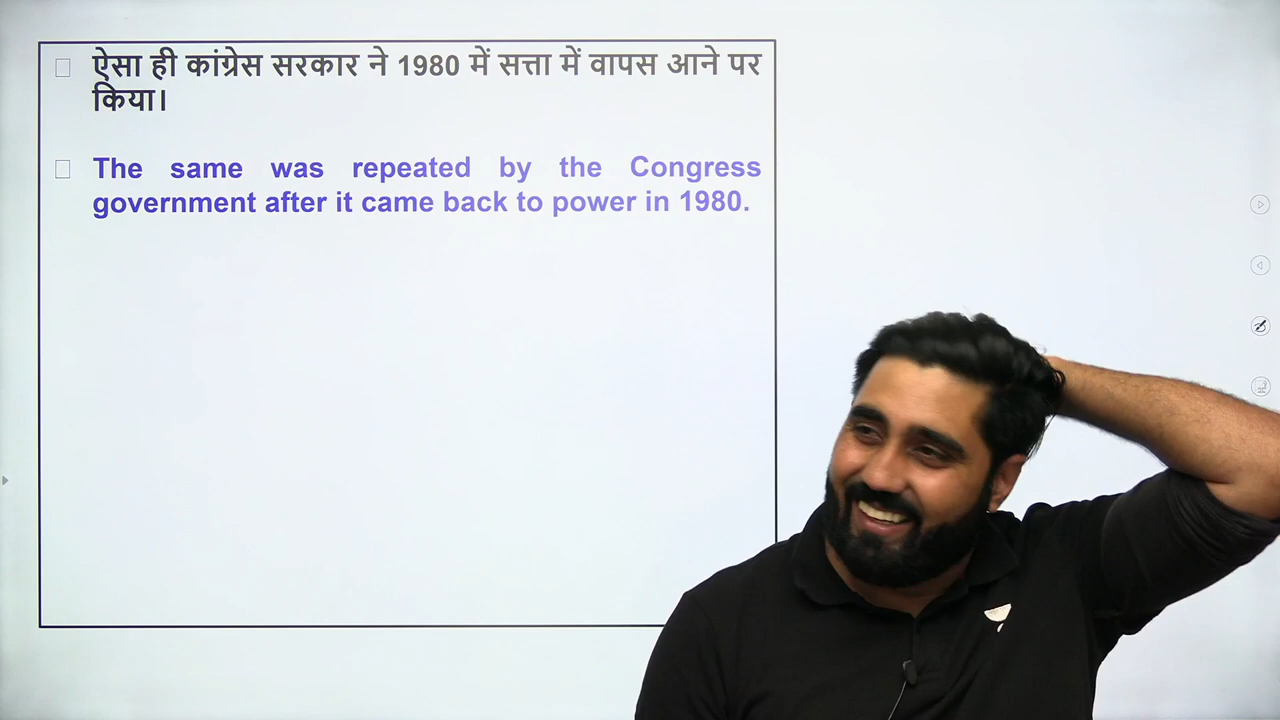 ऐसा ही कांग्रेस सरकार ने 1980 में सत्ता में वापस आने पर
किया।
The same was repeated by the Congress
government after it came back to power in 1980.